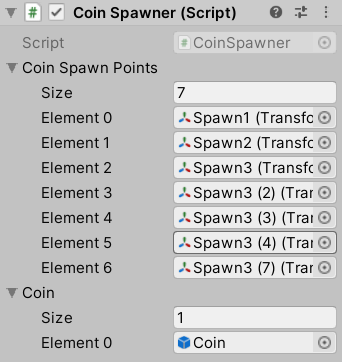 Coin Spawner (Script)
Script CoinSpawner
Coin Spawn Points
Size 7
Element 0 Spawn1 (Transfo
Element 1 Spawn2 (Transfo
Element 2 Spawn3 (Transfo
Element 3 Spawn3 (2) (Tran
Element 4 Spawn3 (3) (Tran
Element 5 Spawn3 (4) (Tran
Element 6 Spawn3 (7) (Tran
Coin
Size 1
Element 0 Coin